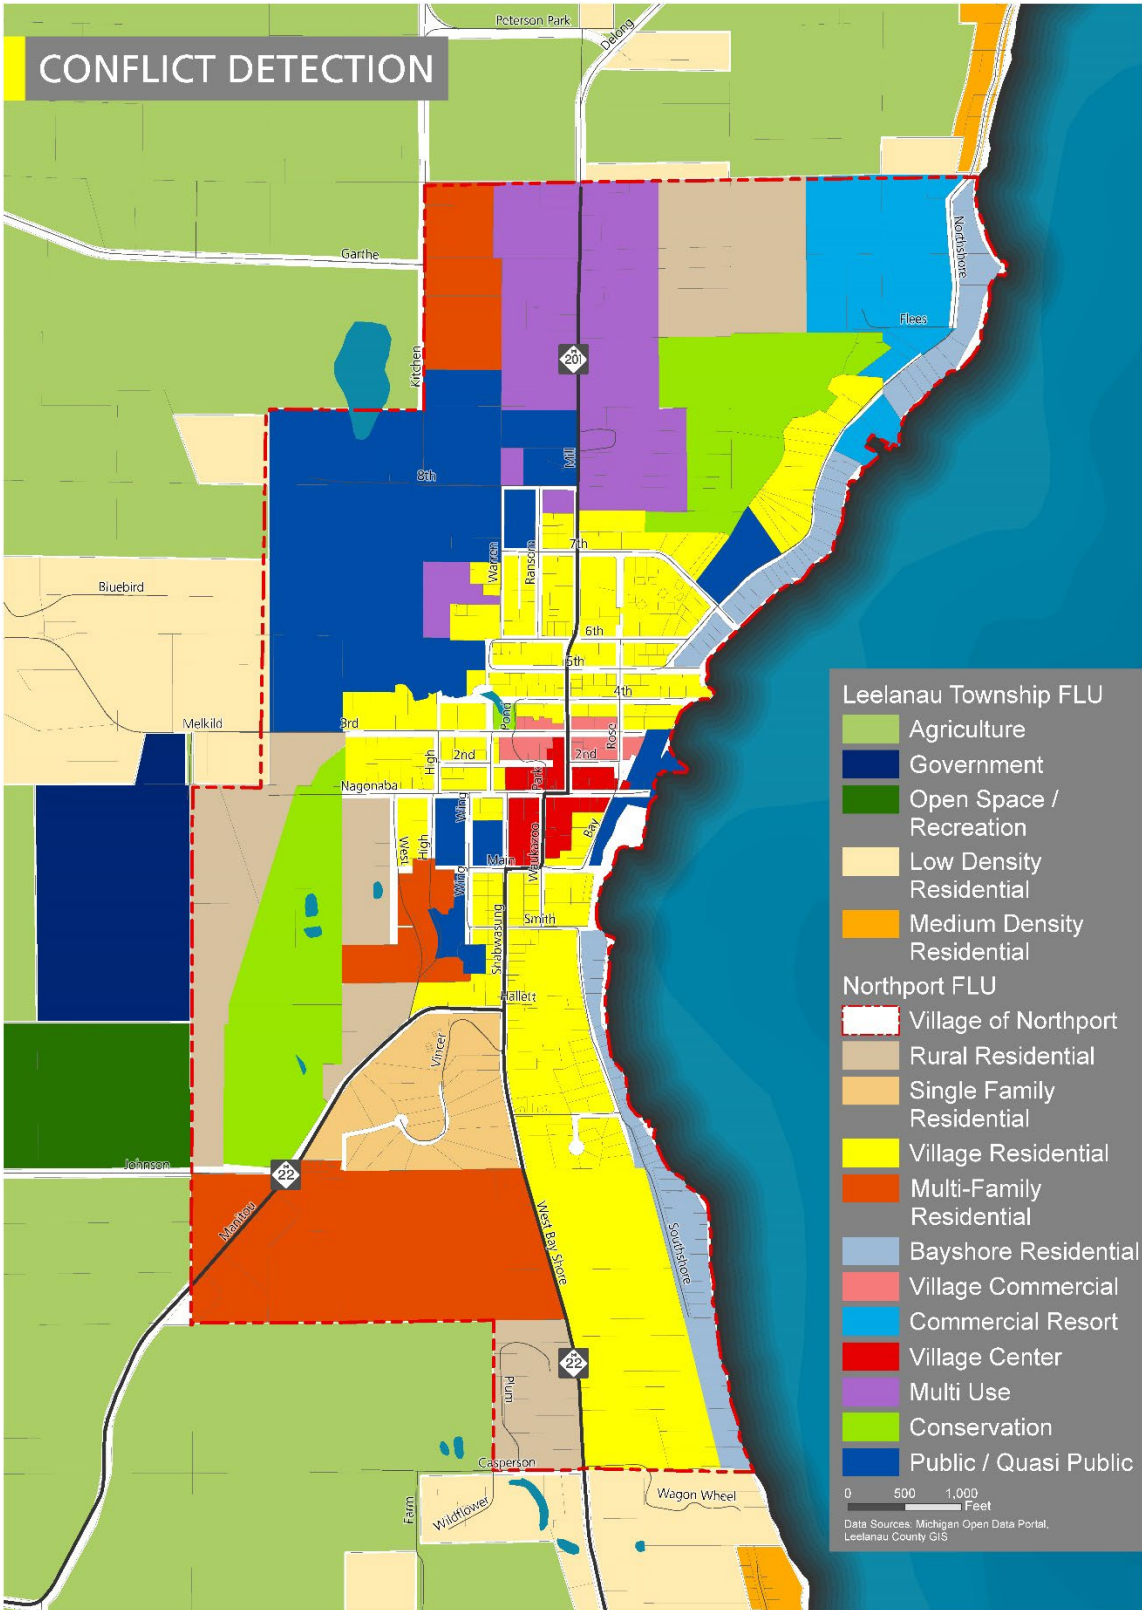 Peterson Park
Delong
CONFLICT DETECTION
Garthe
Northshore
Flees
Kitchen
M
201
Mill
8th
7th
Warren
Ransom
Biuebird
6th
5th
4th
Pond
Rose
Melkild
3rd
High
2nd
2nd
Park
Nagonaba
Wing
West
High
Waukazoo
Bay
Main
Wing
Smith
Shabwasung
Hallett
Vincer
Johnson
M
22
Manitou
West Bay Shore
Southshore
M
22
Plum
Casperson
Farm
Wildflower
Wagon Wheel
Leelanau Township FLU
Agriculture
Government
Open Space /
Recreation
Low Density
Residential
Medium Density
Residential
Northport FLU
Village of Northport
Rural Residential
Single Family
Residential
Village Residential
Multi-Family
Residential
Bayshore Residential
Village Commercial
Commercial Resort
Village Center
Multi Use
Conservation
Public / Quasi Public
0 500 1,000
Feet
Data Sources: Michigan Open Data Portal,
Leelanau County GIS